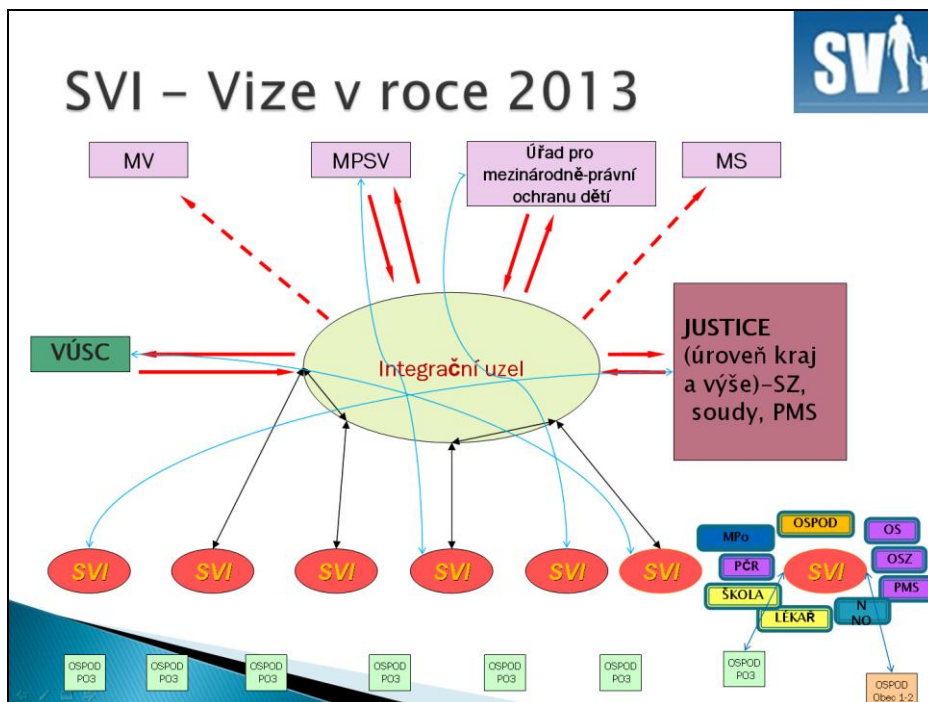 SVI – Vize v roce 2013
SVI
MV
MPSV
Úřad pro
mezinárodně-právní
ochranu dětí
MS
VÚSC
Integrační uzel
JUSTICE
(úroveň kraj
a výše)-SZ,
soudy, PMS
SVI
SVI
SVI
SVI
SVI
SVI
MPo
OSPOD
OS
PČR
SVI
OSZ
ŠKOLA
PMS
LÉKAŘ
N
NO
OSPOD
PO3
OSPOD
PO3
OSPOD
PO3
OSPOD
PO3
OSPOD
PO3
OSPOD
PO3
OSPOD
PO3
OSPOD
Obec 1-2